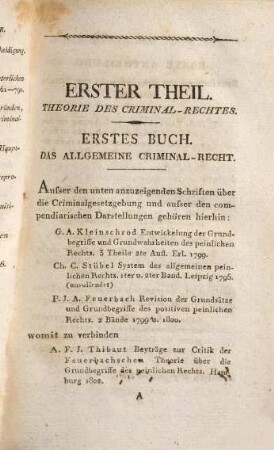 ERSTER THEIL.
THEORIE DES CRIMINAL-RECHTES.
ERSTES BUCH.
DAS ALLGEMEINE CRIMINAL-RECHT.
Ausser den unten anzuzeigenden Schriften über
die Criminalgesetzgebung und ausser den com-
pendiarischen Darstellungen gehören hierhin:
G. A. Kleinschrod Entwickelung der Grund-
begriffe und Grundwahrheiten des peinlichen
Rechts. 3 Theile 2te Aufl. Erl. 1799.
Ch. C. Stübel System des allgemeinen pein-
lichen Rechts. 1ter u. 2ter Band. Leipzig 1795.
(unvollendet)
P. J. A. Feuerbach Revision der Grundsätze
und Grundbegriffe des positiven peinlichen
Rechts. 2 Bände 1799 u. 1800.
womit zu verbinden
A. F. J. Thibaut Beyträge zur Critik der
Feuerbachschen Theorie über die
Grundbegriffe des peinlichen Rechts. Ham-
burg 1802.
A